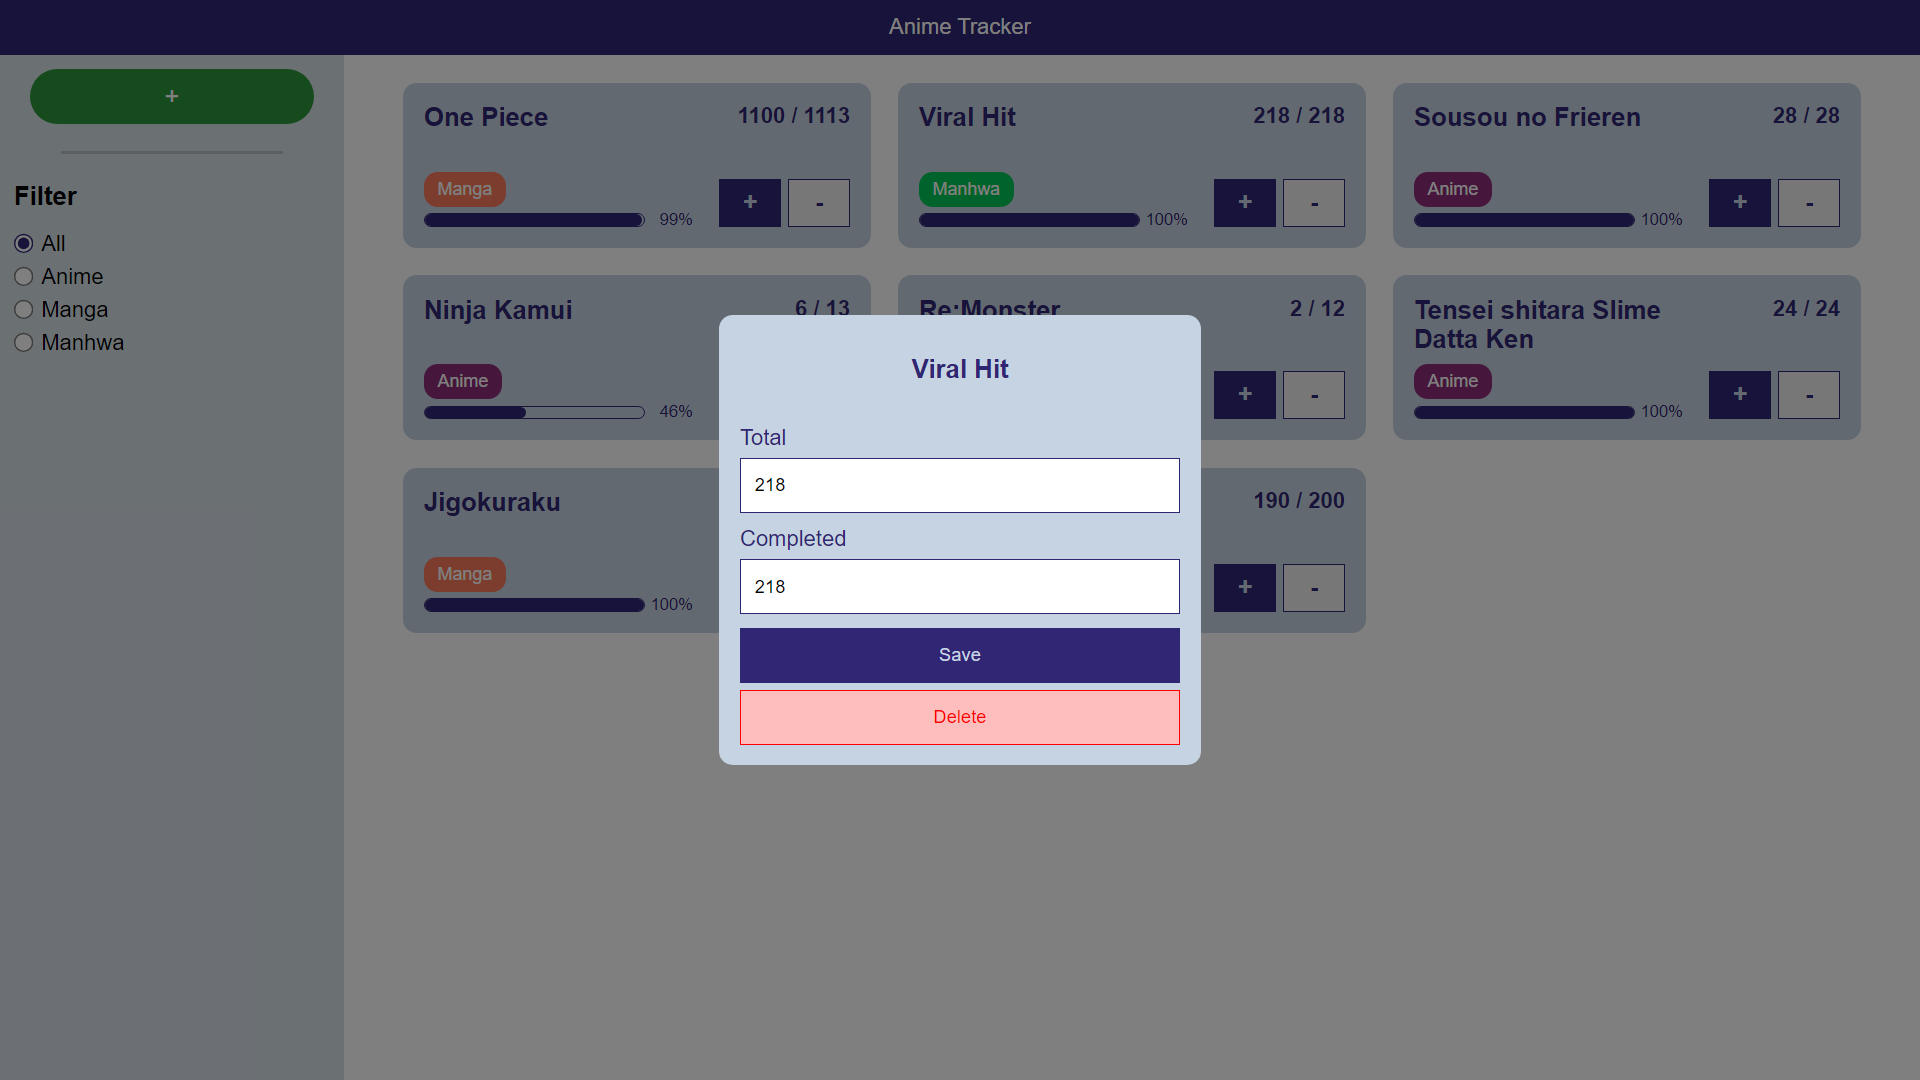 Anime Tracker
+
Filter
All
Anime
Manga
Manhwa
One Piece
1100 / 1113
Manga
99%
+
-
Viral Hit
218 / 218
Manhwa
100%
+
-
Sousou no Frieren
28 / 28
Anime
100%
+
-
Ninja Kamui
6 / 13
Anime
46%
Re:Monster
2 / 12
+
-
Tensei shitara Slime
Datta Ken
24 / 24
Anime
100%
+
-
Jigokuraku
Manga
100%
190 / 200
+
-
Viral Hit
Total
218
Completed
218
Save
Delete